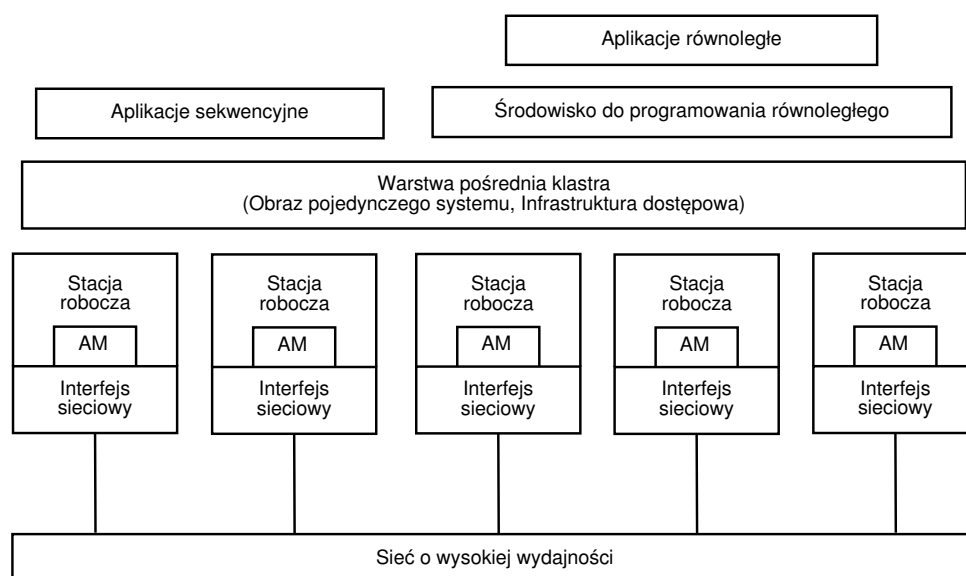 Aplikacje równoległe
Aplikacje sekwencyjne
Środowisko do programowania równoległego
Warstwa pośrednia klastra
(Obraz pojedynczego systemu, Infrastruktura dostępowa)
Stacja
robocza
AM
Interfejs
sieciowy
Stacja
robocza
AM
Interfejs
sieciowy
Stacja
robocza
AM
Interfejs
sieciowy
Stacja
robocza
AM
Interfejs
sieciowy
Stacja
robocza
AM
Interfejs
sieciowy
Sieć o wysokiej wydajności